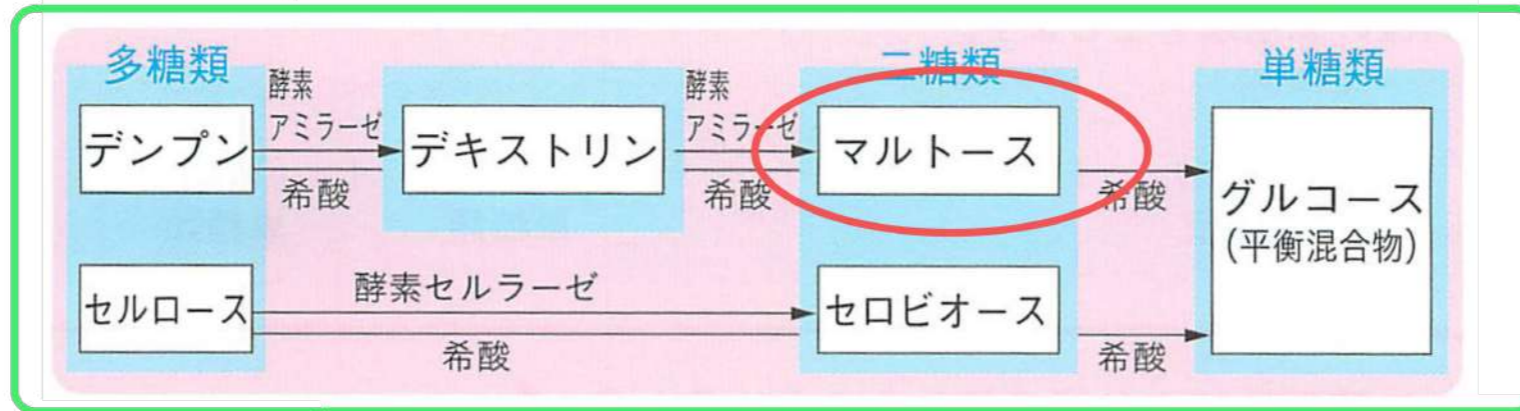 多糖類
二糖類
単糖類
酵素
アミラーゼ
酵素
アミラーゼ
デンプン
デキストリン
マルトース
希酸
希酸
希酸
グルコース
(平衡混合物)
セルロース
酵素セルラーゼ
セロビオース
希酸
希酸